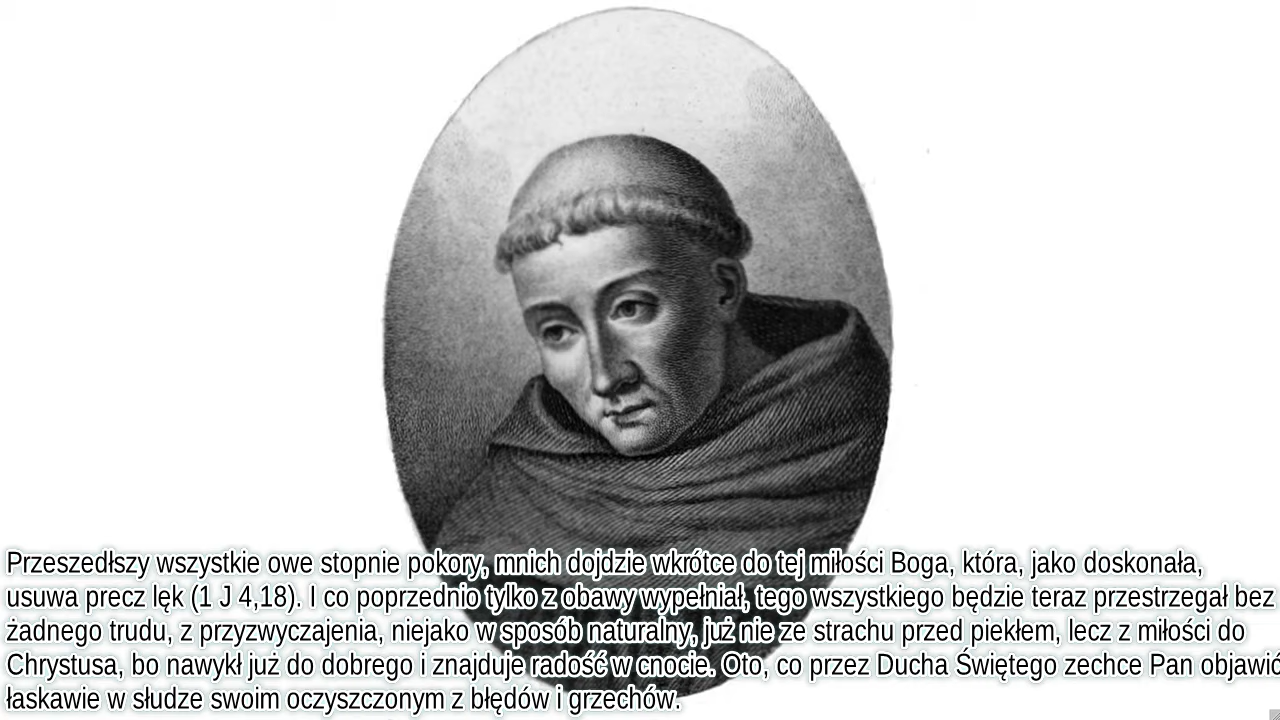 Przeszedłszy wszystkie owe stopnie pokory, mnich dojdzie wkrótce do tej miłości Boga, która, jako doskonała,
usuwa precz lęk (1 J 4,18). I co poprzednio tylko z obawy wypełniał, tego wszystkiego będzie teraz przestrzegał bez
żadnego trudu, z przyzwyczajenia, niejako w sposób naturalny, już nie ze strachu przed piekłem, lecz z miłości do
Chrystusa, bo nawykł już do dobrego i znajduje radość w cnocie. Oto, co przez Ducha Świętego zechce Pan objawić
łaskawie w słudze swoim oczyszczonym z błędów i grzechów.